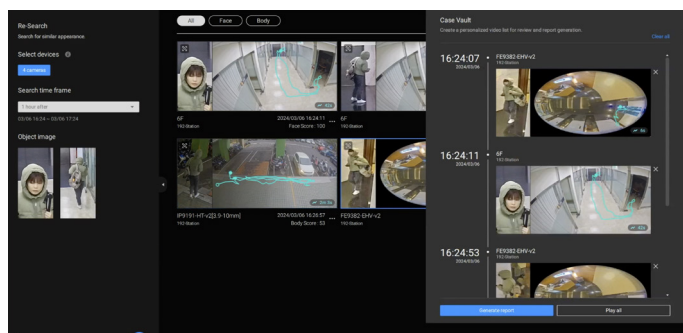 Re-Search
Search for similar appearance.
Select devices
4 cameras
Search time frame
1 hour after
03/06 16:24 ~ 03/06 17:24
Object image
All
Face
Body
42s
6F
2024/03/06 16:24:11
192-Station
Face Score : 100
6F
192-Station
IP9191-HT-v2[3.9-10mm]
2024/03/06 16:26:57
192-Station
Body Score : 53
FE9382-EHV-v2
192-Station
Case Vault
Create a personalized video list for review and report generation.
Clear all
16:24:07
2024/03/06
FE9382-EHV-v2
192-Station
6s
16:24:11
2024/03/06
6F
192-Station
42s
16:24:53
2024/03/06
FE9382-EHV-v2
192-Station
Generate report
Play all